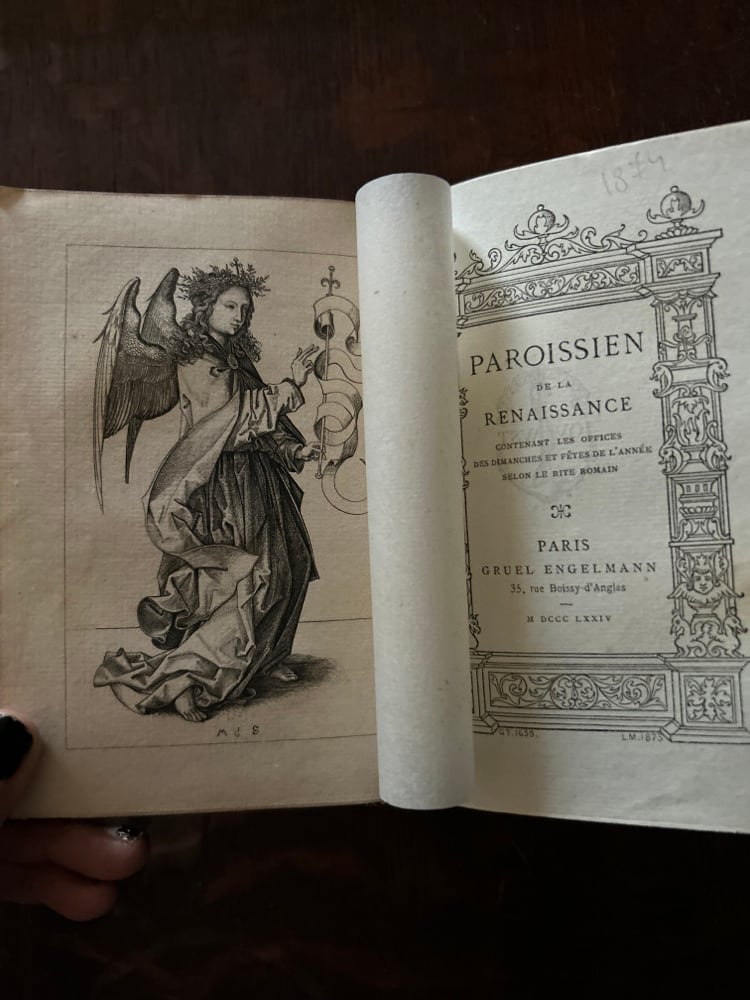 M S
1874
PAROISSIEN
DE LA
RENAISSANCE
CONTENANT LES OFFICES
DES DIMANCHES ET FÊTES DE L'ANNÉE
SELON LE RITE ROMAIN
PARIS
GRUEL ENGELMANN
35, rue Boissy-d'Anglas
M DCCC LXXIV
G T. 1638.
L M. 1873